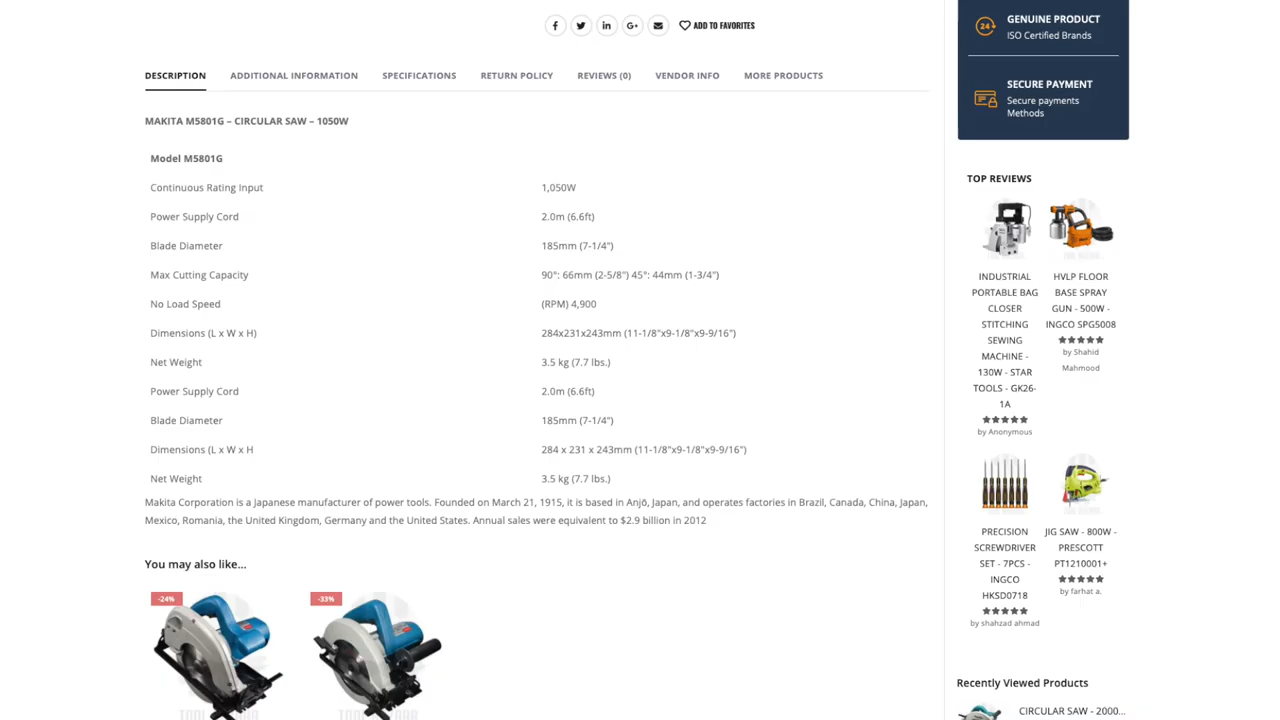 ADD TO FAVORITES
DESCRIPTION ADDITIONAL INFORMATION SPECIFICATIONS RETURN POLICY REVIEWS (0) VENDOR INFO MORE PRODUCTS
MAKITA M5801G – CIRCULAR SAW – 1050W
Model M5801G
Continuous Rating Input 1,050W
Power Supply Cord 2.0m (6.6ft)
Blade Diameter 185mm (7-1/4")
Max Cutting Capacity 90°: 66mm (2-5/8") 45°: 44mm (1-3/4")
No Load Speed (RPM) 4,900
Dimensions (L x W x H) 284x231x243mm (11-1/8"x9-1/8"x9-9/16")
Net Weight 3.5 kg (7.7 lbs.)
Power Supply Cord 2.0m (6.6ft)
Blade Diameter 185mm (7-1/4")
Dimensions (L x W x H 284 x 231 x 243mm (11-1/8"x9-1/8"x9-9/16")
Net Weight 3.5 kg (7.7 lbs.)
Makita Corporation is a Japanese manufacturer of power tools. Founded on March 21, 1915, it is based in Anjō, Japan, and operates factories in Brazil, Canada, China, Japan,
Mexico, Romania, the United Kingdom, Germany and the United States. Annual sales were equivalent to $2.9 billion in 2012
You may also like...
-24%
-33%
24
GENUINE PRODUCT
ISO Certified Brands
SECURE PAYMENT
Secure payments
Methods
TOP REVIEWS
INDUSTRIAL
PORTABLE BAG
CLOSER
STITCHING
SEWING
MACHINE -
130W - STAR
TOOLS - GK26-
1A
by Anonymous
HVLP FLOOR
BASE SPRAY
GUN - 500W -
INGCO SPG5008
by Shahid
Mahmood
PRECISION
SCREWDRIVER
SET - 7PCS -
INGCO
HKSD0718
by shahzad ahmad
JIG SAW - 800W -
PRESCOTT
PT1210001+
by farhat a.
Recently Viewed Products
CIRCULAR SAW - 2000...